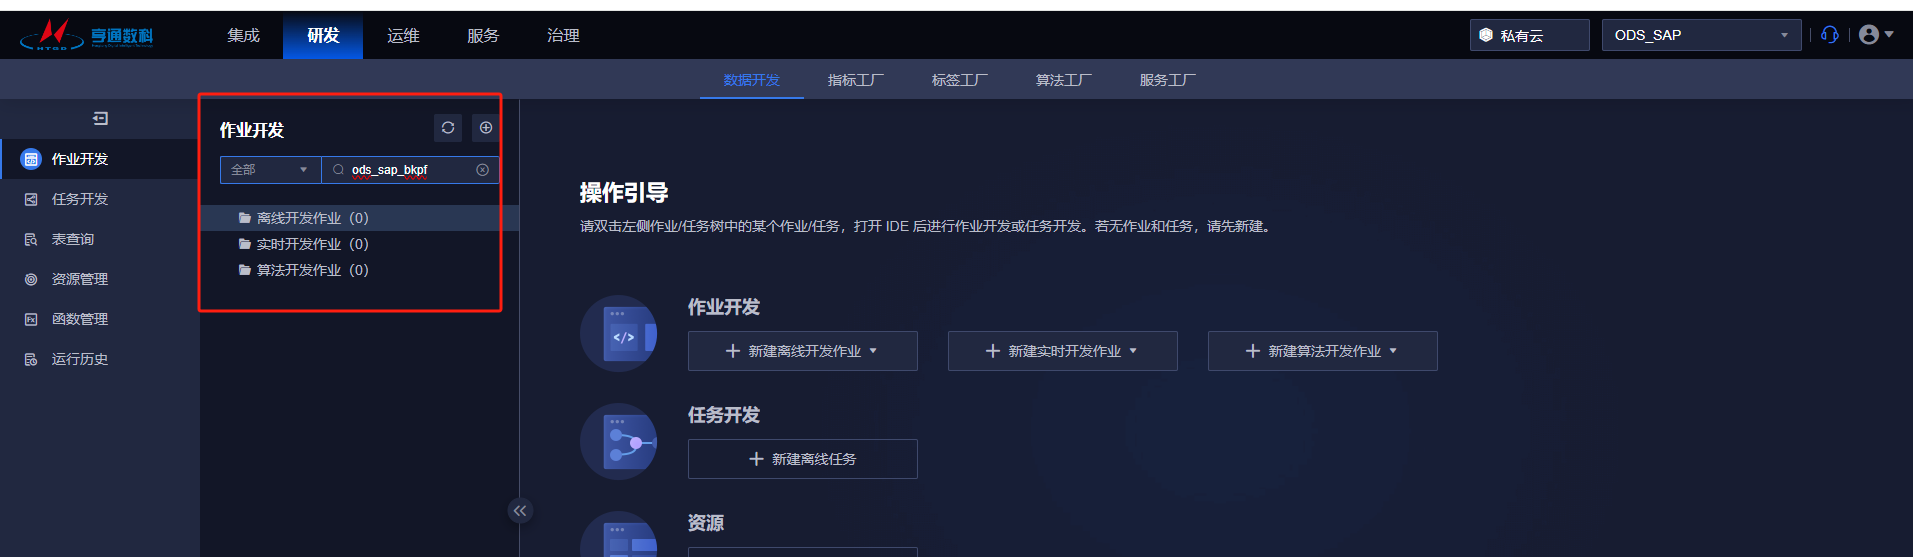 亨通数科
HTGD
集成
研发
运维
服务
治理
私有云
ODS_SAP
数据开发
指标工厂
标签工厂
算法工厂
服务工厂
作业开发
任务开发
表查询
资源管理
函数管理
运行历史
作业开发
全部
ods_sap_bkpf
离线开发作业（0）
实时开发作业（0）
算法开发作业（0）
操作引导
请双击左侧作业/任务树中的某个作业/任务，打开 IDE 后进行作业开发或任务开发。若无作业和任务，请先新建。
作业开发
</>
新建离线开发作业
新建实时开发作业
新建算法开发作业
任务开发
新建离线任务
资源